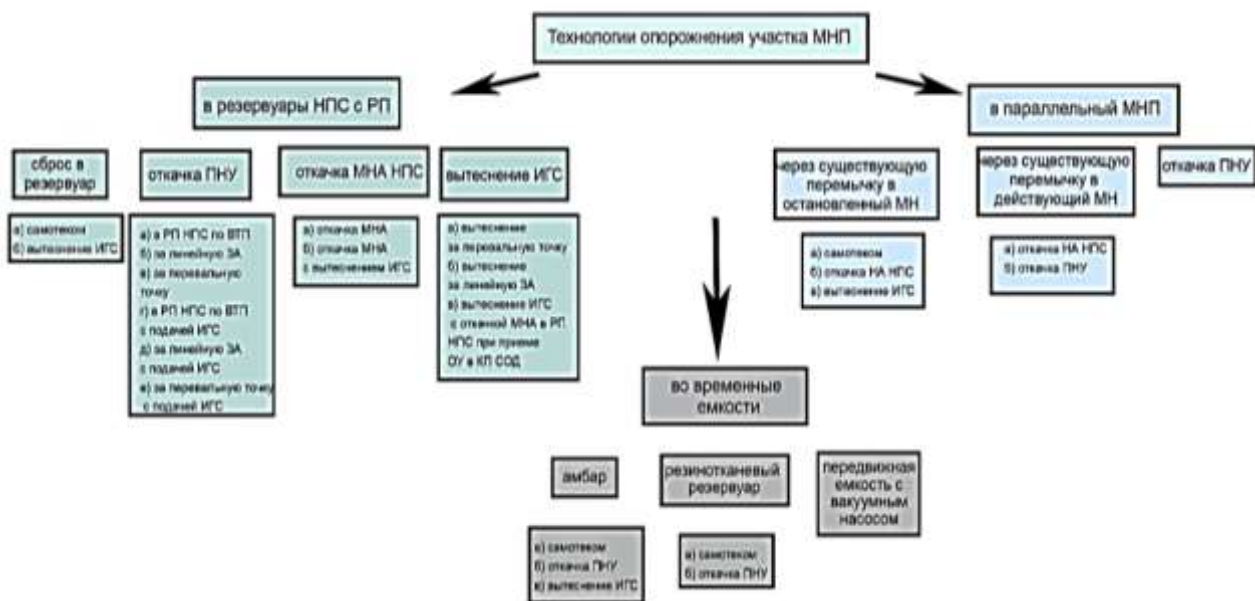 Технологии опорожнения участка МНП
в резервуары НПС с РП
сброс в
резервуар
а) самотеком
б) вытеснение ИГС
откачка ПНУ
а) в РП НПС по ВТП
б) за линейную ЗА
в) за перевальную
точку
г) в РП НПС по ВТП
с подачей ИГС
д) за линейную ЗА
с подачей ИГС
е) за перевальную точку
с подачей ИГС
откачка МНА НПС
а) откачка МНА
б) откачка МНА
с вытеснением ИГС
вытеснение ИГС
а) вытеснение
за перевальную точку
б) вытеснение
за линейную ЗА
в) вытеснение ИГС
с откачкой МНА в РП
НПС при приеме
ОУ в КП СОД
в параллельный МНП
через существующую
перемычку в
остановленный МН
а) самотеком
б) откачка НА НПС
в) вытеснение ИГС
через существующую
перемычку в
действующий МН
а) откачка НА НПС
б) откачка ПНУ
откачка ПНУ
во временные
емкости
амбар
а) самотеком
б) откачка ПНУ
в) вытеснение ИГС
резинотканевый
резервуар
а) самотеком
б) откачка ПНУ
передвижная
емкость с
вакуумным
насосом